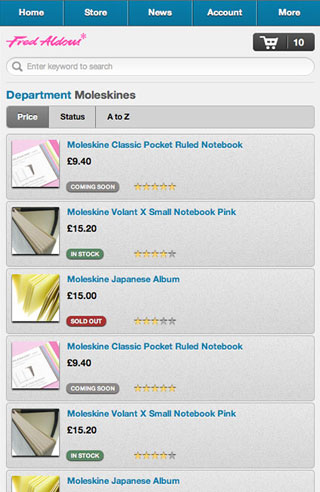 Home Store News Account More
Fred Aldous* 10
Enter keyword to search
Department Moleskines
Price Status A to Z
Moleskine Classic Pocket Ruled Notebook
£9.40
COMING SOON
Moleskine Volant X Small Notebook Pink
£15.20
IN STOCK
Moleskine Japanese Album
£15.00
SOLD OUT
Moleskine Classic Pocket Ruled Notebook
£9.40
COMING SOON
Moleskine Volant X Small Notebook Pink
£15.20
IN STOCK
Moleskine Japanese Album